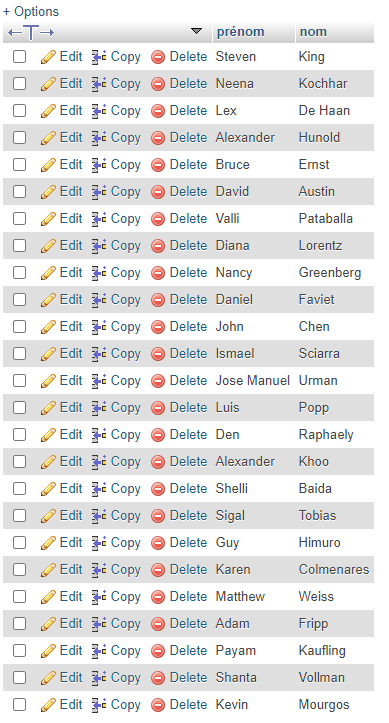 + Options
←T→ prénom nom
Edit Copy Delete Steven King
Edit Copy Delete Neena Kochhar
Edit Copy Delete Lex De Haan
Edit Copy Delete Alexander Hunold
Edit Copy Delete Bruce Ernst
Edit Copy Delete David Austin
Edit Copy Delete Valli Pataballa
Edit Copy Delete Diana Lorentz
Edit Copy Delete Nancy Greenberg
Edit Copy Delete Daniel Faviet
Edit Copy Delete John Chen
Edit Copy Delete Ismael Sciarra
Edit Copy Delete Jose Manuel Urman
Edit Copy Delete Luis Popp
Edit Copy Delete Den Raphaely
Edit Copy Delete Alexander Khoo
Edit Copy Delete Shelli Baida
Edit Copy Delete Sigal Tobias
Edit Copy Delete Guy Himuro
Edit Copy Delete Karen Colmenares
Edit Copy Delete Matthew Weiss
Edit Copy Delete Adam Fripp
Edit Copy Delete Payam Kaufling
Edit Copy Delete Shanta Vollman
Edit Copy Delete Kevin Mourgos